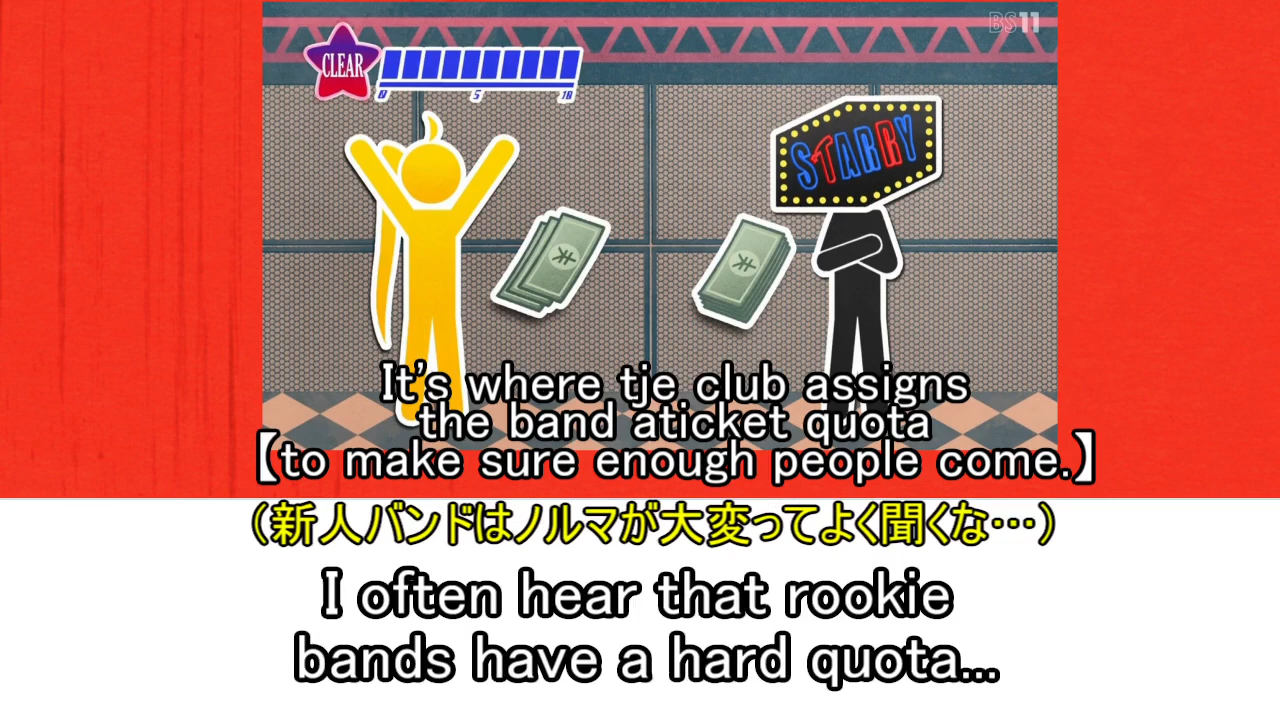 BS11
CLEAR
0 5 10
STARRY
It's where tje club assigns
the band aticket quota
【to make sure enough people come.】
（新人バンドはノルマが大変ってよく聞くな…）
I often hear that rookie
bands have a hard quota...